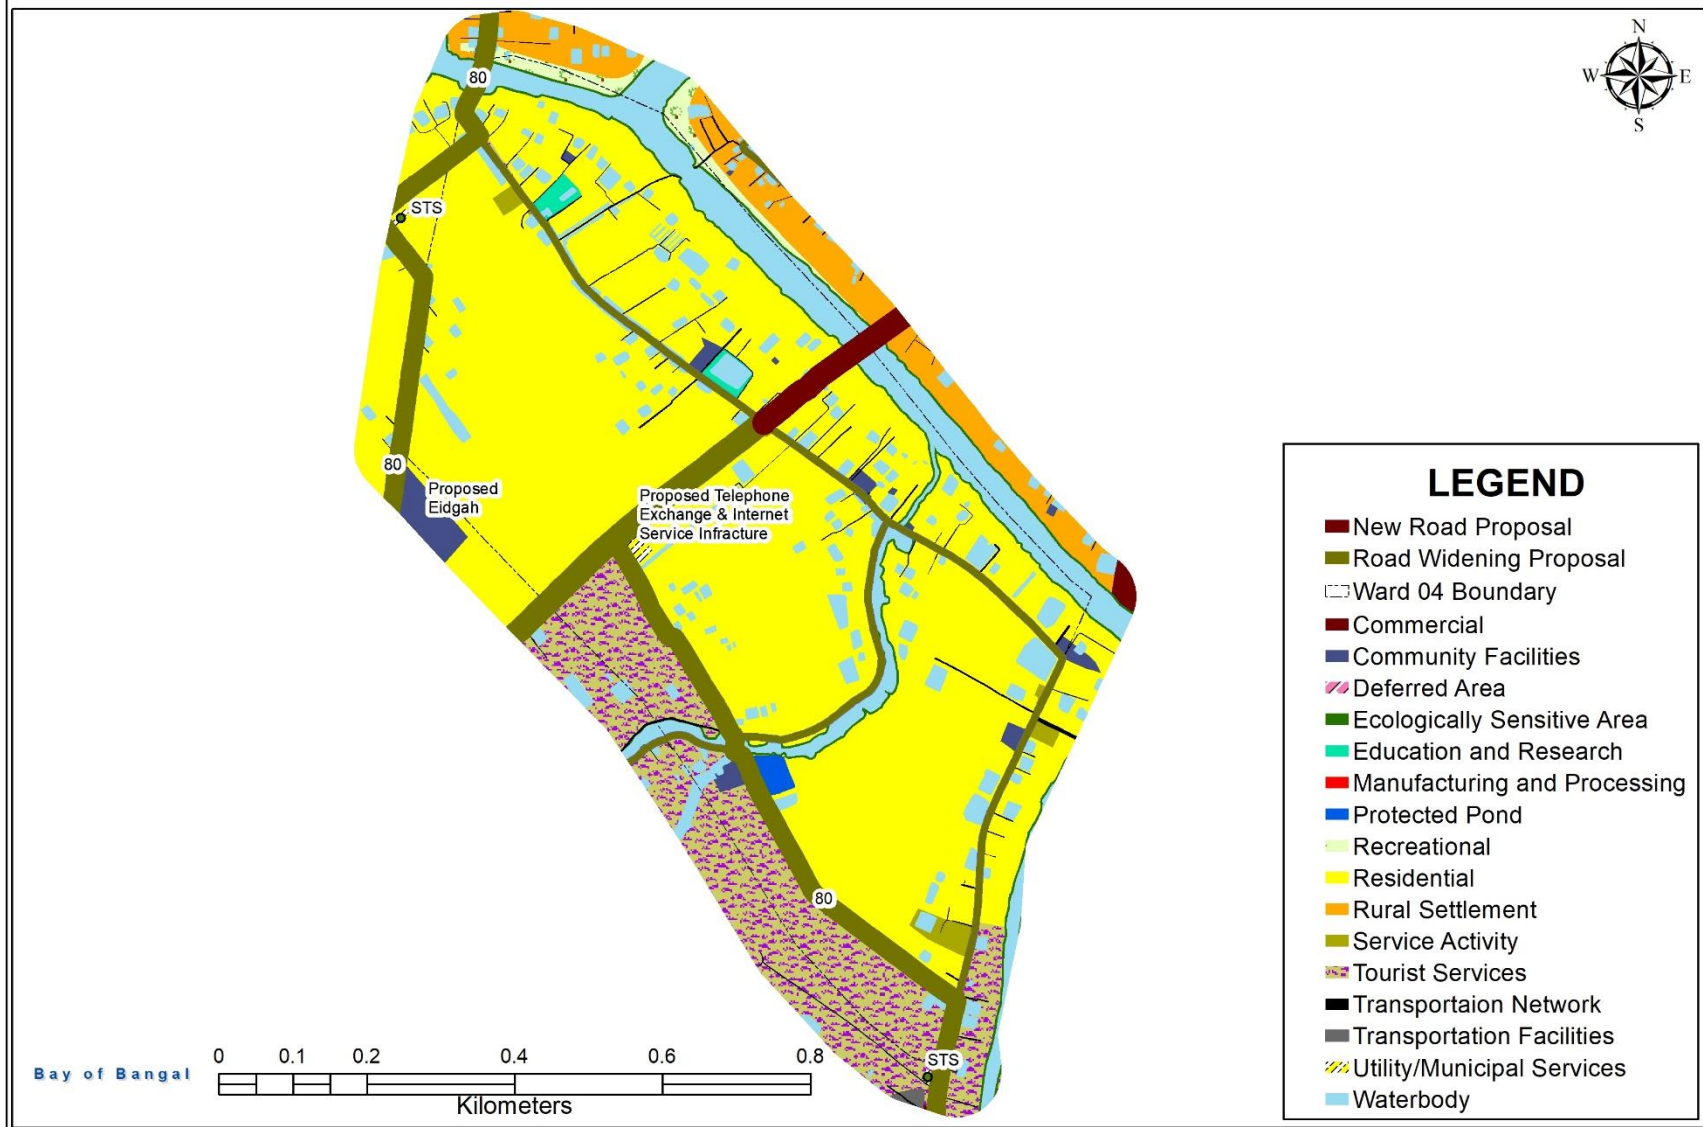 N
W E
S
80
STS
80
Proposed
Eidgah
Proposed Telephone
Exchange & Internet
Service Infracture
80
STS
Bay of Bangal
0 0.1 0.2 0.4 0.6 0.8
Kilometers
LEGEND
New Road Proposal
Road Widening Proposal
Ward 04 Boundary
Commercial
Community Facilities
Deferred Area
Ecologically Sensitive Area
Education and Research
Manufacturing and Processing
Protected Pond
Recreational
Residential
Rural Settlement
Service Activity
Tourist Services
Transportaion Network
Transportation Facilities
Utility/Municipal Services
Waterbody